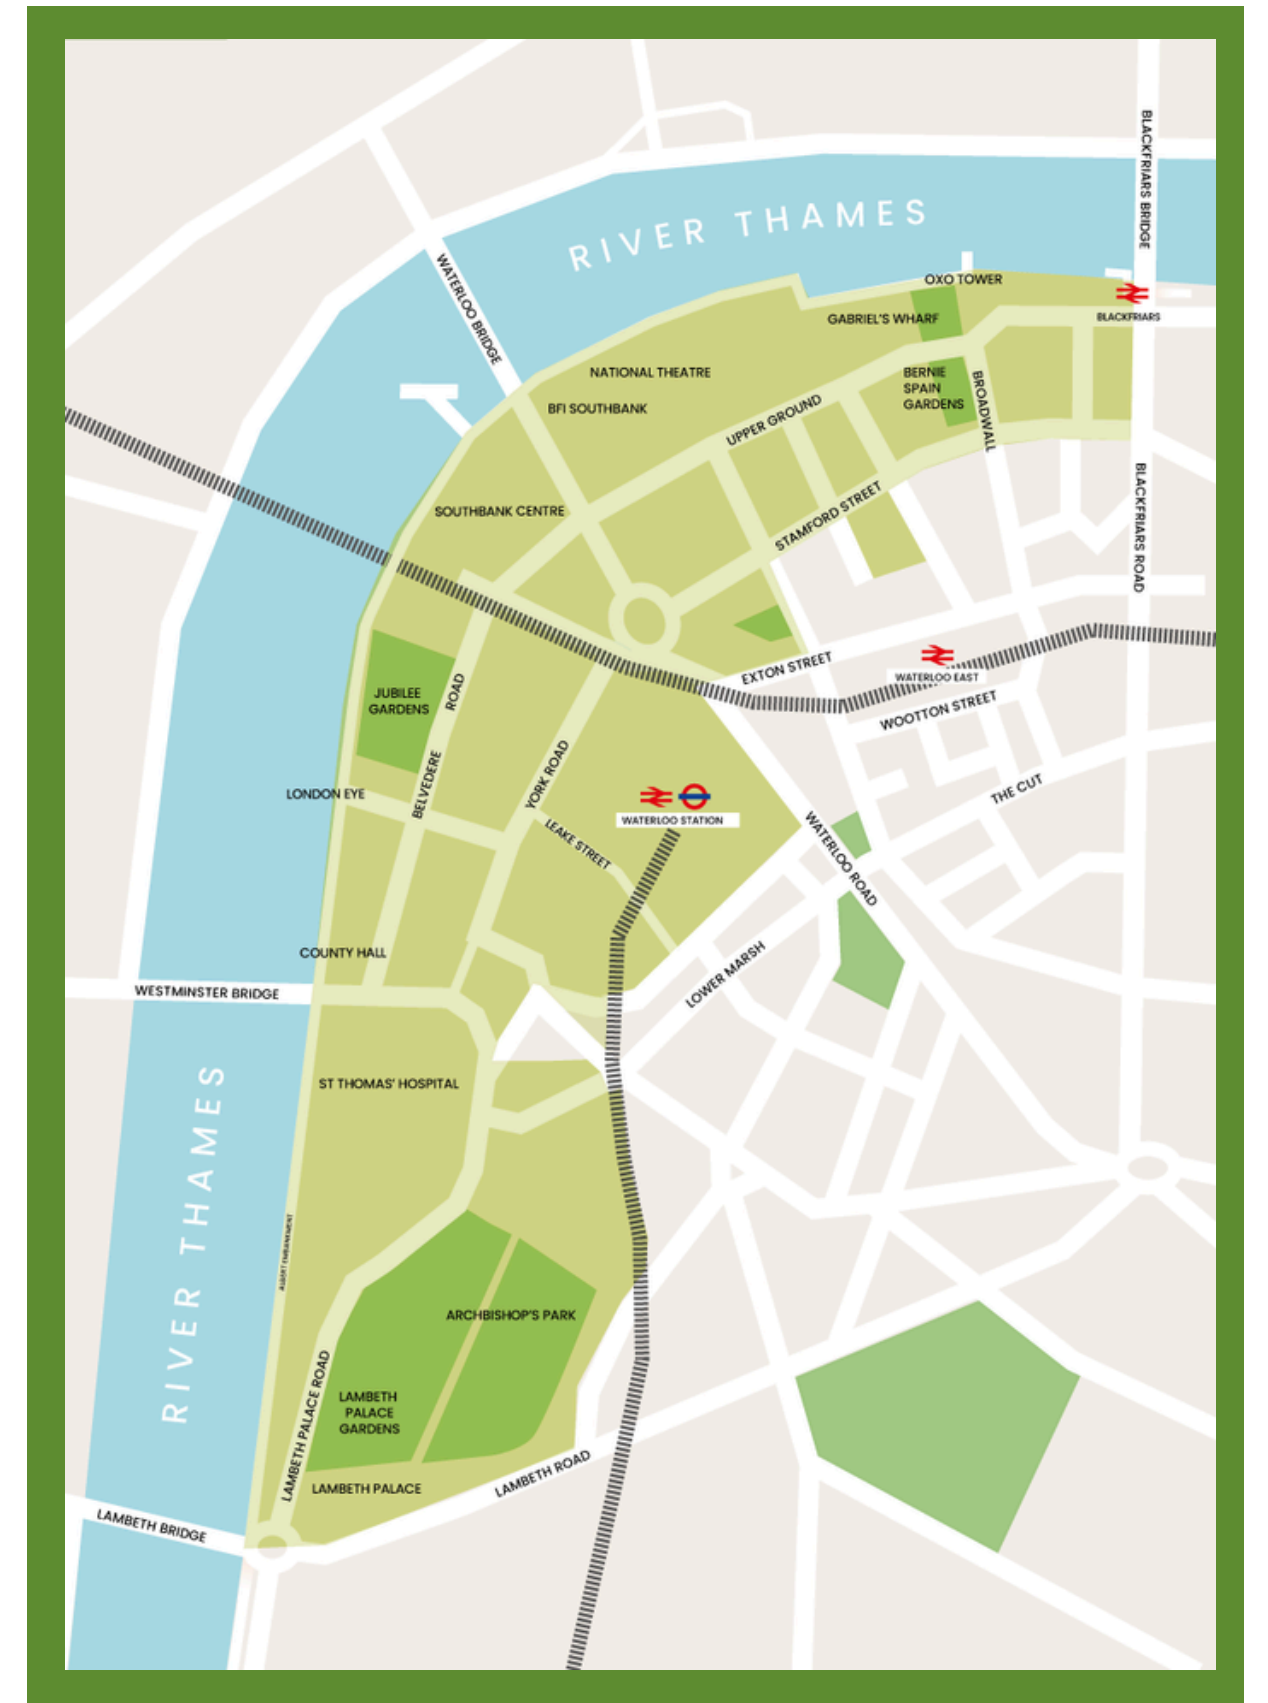 BLACKFRIARS BRIDGE
RIVER THAMES
WATERLOO BRIDGE
OXO TOWER
GABRIEL'S WHARF
BLACKFRIARS
NATIONAL THEATRE
BERNIE
SPAIN
GARDENS
BROADWALL
BFI SOUTHBANK
UPPER GROUND
BLACKFRIARS ROAD
SOUTHBANK CENTRE
STAMFORD STREET
EXTON STREET
WATERLOO EAST
WOOTTON STREET
JUBILEE
GARDENS
BELVEDERE ROAD
YORK ROAD
LONDON EYE
THE CUT
WATERLOO STATION
LEAKE STREET
WATERLOO ROAD
COUNTY HALL
LOWER MARSH
WESTMINSTER BRIDGE
ST THOMAS' HOSPITAL
RIVER THAMES
ALBERT EMBANKMENT
ARCHBISHOP'S PARK
LAMBETH PALACE ROAD
LAMBETH
PALACE
GARDENS
LAMBETH PALACE
LAMBETH ROAD
LAMBETH BRIDGE